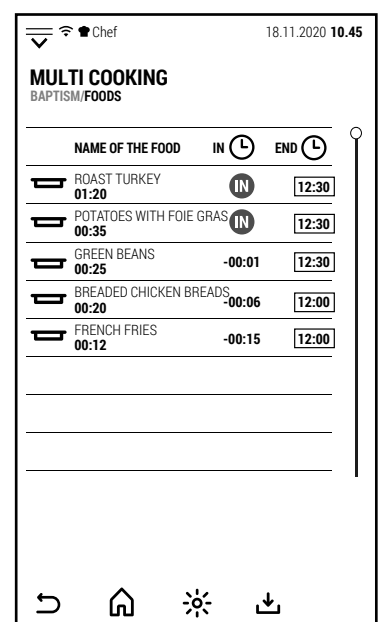 Chef 18.11.2020 10.45
MULTI COOKING
BAPTISM/FOODS
NAME OF THE FOOD IN END
ROAST TURKEY
01:20 IN 12:30
POTATOES WITH FOIE GRAS
00:35 IN 12:30
GREEN BEANS
00:25 -00:01 12:30
BREADED CHICKEN BREADS
00:20 -00:06 12:00
FRENCH FRIES
00:12 -00:15 12:00